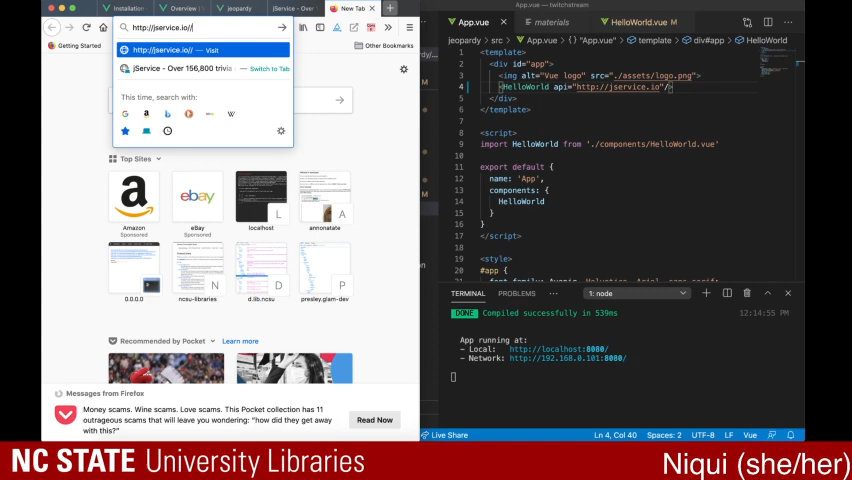 App.vue — twitchstream
Installation
Overview |
jeopardy
jService - Over
New Tab
App.vue
materials
HelloWorld.vue M
http://jservice.io//
http://jservice.io// — Visit
jService - Over 156,800 trivia — Switch to Tab
This time, search with:
Getting Started
Other Bookmarks
Top Sites
Amazon
Sponsored
eBay
Sponsored
L
localhost
A
annonatate
0.0.0.0
N
ncsu-libraries
D
d.lib.ncsu
P
presley.glam-dev
Recommended by Pocket
Learn more
Messages from Firefox
Money scams. Wine scams. Love scams. This Pocket collection has 11
outrageous scams that will leave you wondering: “how did they get away
with this?”
Read Now
jeopardy > src > App.vue > {} "App.vue" > template > div#app > HelloWorld
1 <template>
2 <div id="app">
3 <img alt="Vue logo" src="./assets/logo.png">
4 <HelloWorld api="http://jservice.io"/>
5 </div>
6 </template>
7
8 <script>
9 import HelloWorld from './components/HelloWorld.vue'
10
11 export default {
12 name: 'App',
13 components: {
14 HelloWorld
15 }
16 }
17 </script>
18
19 <style>
20 #app {
TERMINAL PROBLEMS ··· 1: node
DONE Compiled successfully in 539ms 12:14:55 PM
App running at:
- Local: http://localhost:8080/
- Network: http://192.168.0.101:8080/
Live Share
Ln 4, Col 40 Spaces: 2 UTF-8 LF Vue
NC STATE University Libraries
Niqui (she/her)